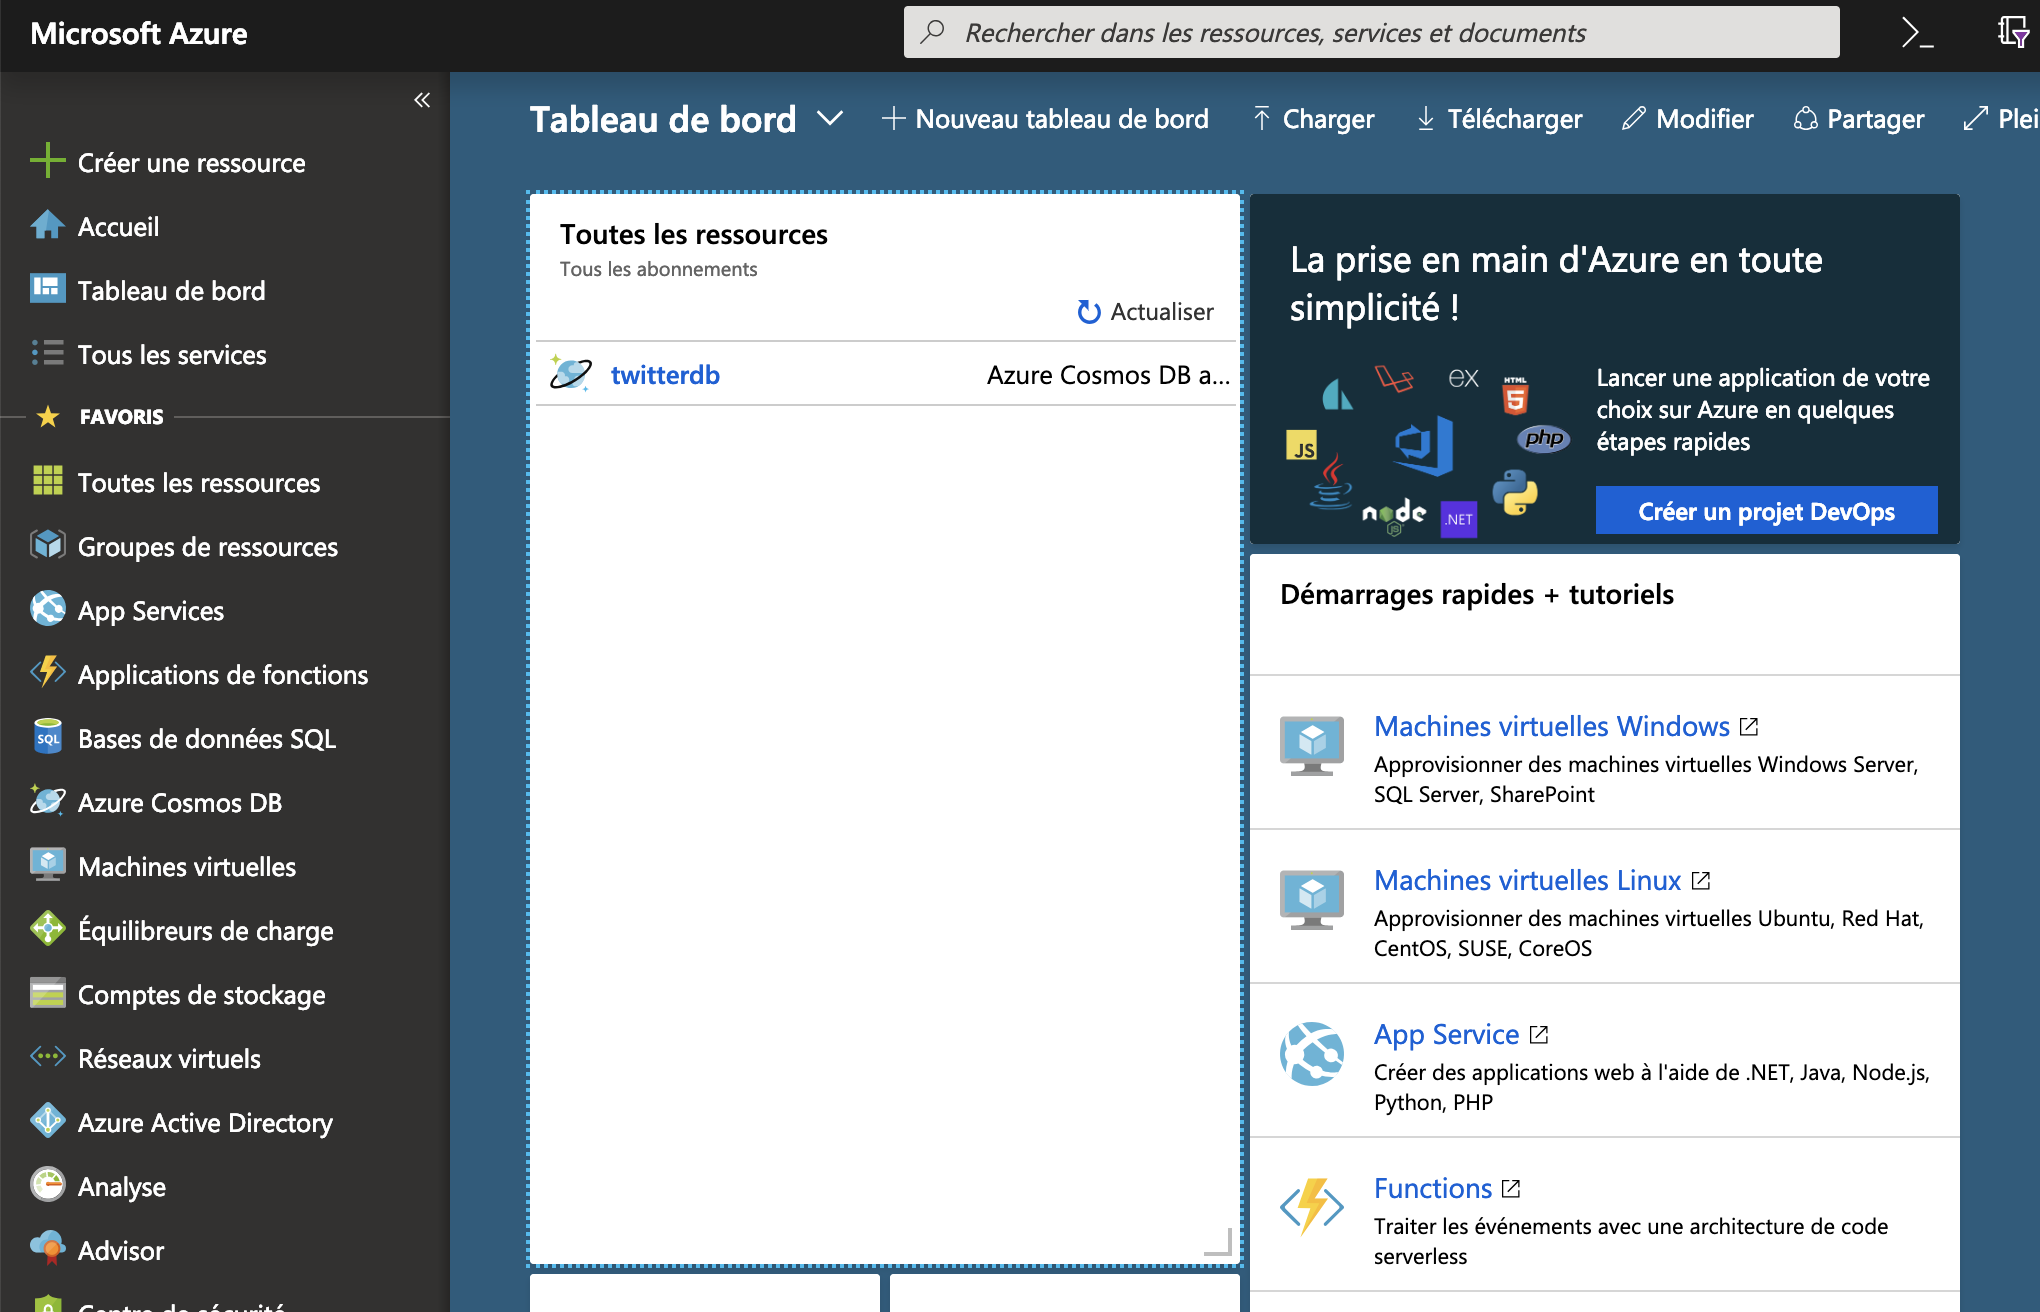 Microsoft Azure
Rechercher dans les ressources, services et documents
Créer une ressource
Accueil
Tableau de bord
Tous les services
FAVORIS
Toutes les ressources
Groupes de ressources
App Services
Applications de fonctions
SQL
Bases de données SQL
Azure Cosmos DB
Machines virtuelles
Équilibreurs de charge
Comptes de stockage
Réseaux virtuels
Azure Active Directory
Analyse
Advisor
Centre de sécurité
Tableau de bord
Nouveau tableau de bord
Charger
Télécharger
Modifier
Partager
Plei
Toutes les ressources
Tous les abonnements
Actualiser
twitterdb
Azure Cosmos DB a...
La prise en main d'Azure en toute
simplicité !
ex
HTML
5
JS
php
node
JS
.NET
Lancer une application de votre
choix sur Azure en quelques
étapes rapides
Créer un projet DevOps
Démarrages rapides + tutoriels
Machines virtuelles Windows
Approvisionner des machines virtuelles Windows Server,
SQL Server, SharePoint
Machines virtuelles Linux
Approvisionner des machines virtuelles Ubuntu, Red Hat,
CentOS, SUSE, CoreOS
App Service
Créer des applications web à l'aide de .NET, Java, Node.js,
Python, PHP
Functions
Traiter les événements avec une architecture de code
serverless